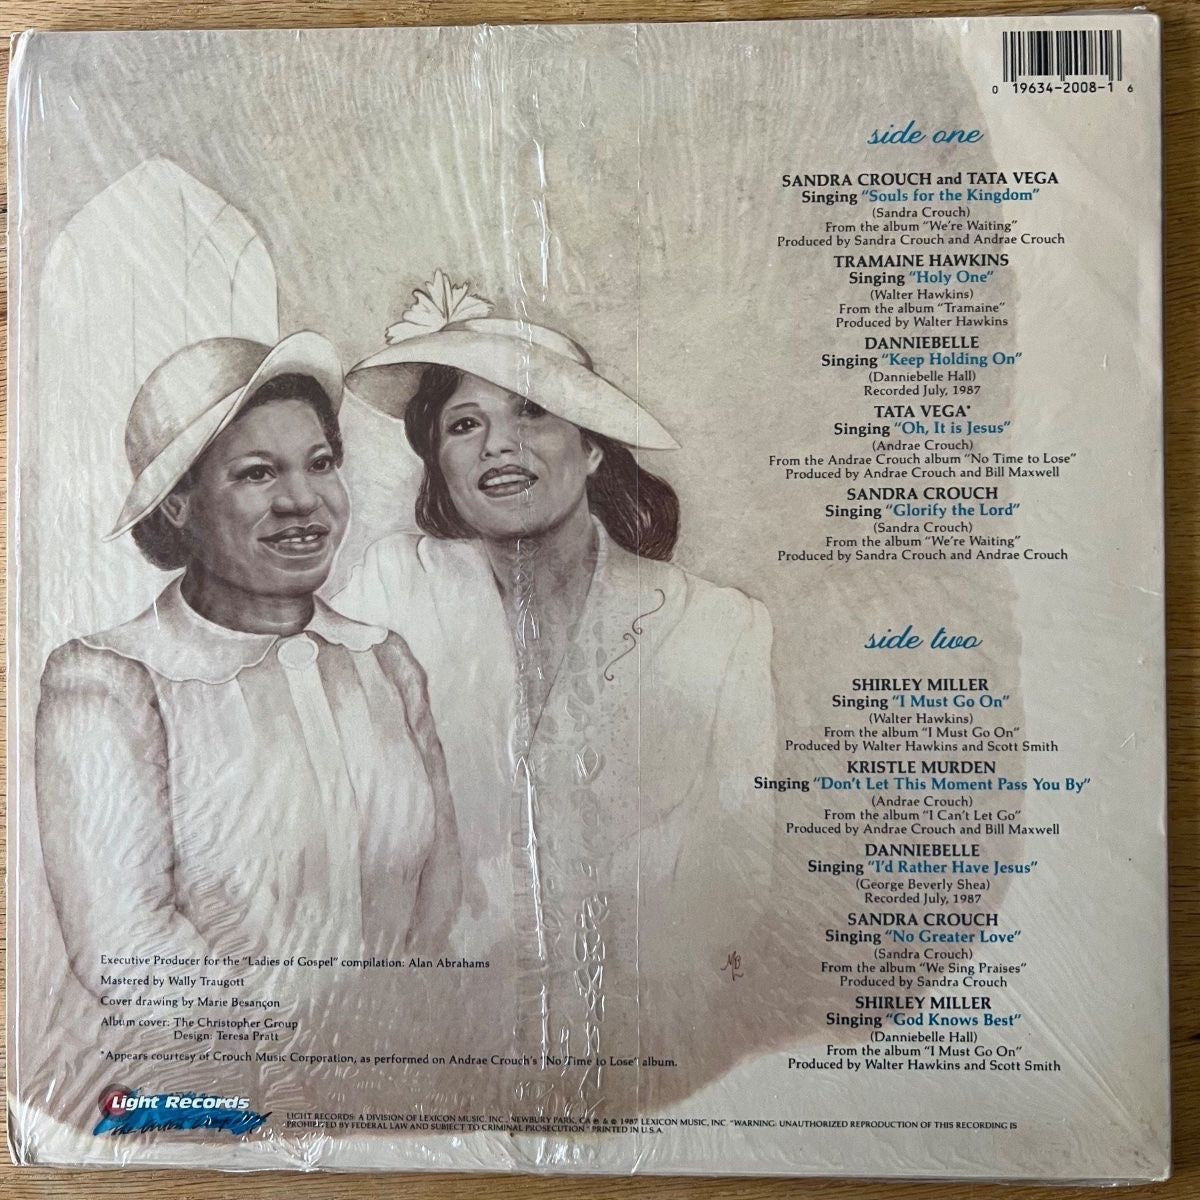 0 19634-2008-1 6
side one
SANDRA CROUCH and TATA VEGA
Singing “Souls for the Kingdom”
(Sandra Crouch)
From the album “We’re Waiting”
Produced by Sandra Crouch and Andrae Crouch
TRAMAINE HAWKINS
Singing “Holy One”
(Walter Hawkins)
From the album “Tramaine”
Produced by Walter Hawkins
DANNIEBELLE
Singing “Keep Holding On”
(Danniebelle Hall)
Recorded July, 1987
TATA VEGA*
Singing “Oh, It is Jesus”
(Andrae Crouch)
From the Andrae Crouch album “No Time to Lose”
Produced by Andrae Crouch and Bill Maxwell
SANDRA CROUCH
Singing “Glorify the Lord”
(Sandra Crouch)
From the album “We’re Waiting”
Produced by Sandra Crouch and Andrae Crouch
side two
SHIRLEY MILLER
Singing “I Must Go On”
(Walter Hawkins)
From the album “I Must Go On”
Produced by Walter Hawkins and Scott Smith
KRISTLE MURDEN
Singing “Don’t Let This Moment Pass You By”
(Andrae Crouch)
From the album “I Can’t Let Go”
Produced by Andrae Crouch and Bill Maxwell
DANNIEBELLE
Singing “I’d Rather Have Jesus”
(George Beverly Shea)
Recorded July, 1987
SANDRA CROUCH
Singing “No Greater Love”
(Sandra Crouch)
From the album “We Sing Praises”
Produced by Sandra Crouch
SHIRLEY MILLER
Singing “God Knows Best”
(Danniebelle Hall)
From the album “I Must Go On”
Produced by Walter Hawkins and Scott Smith
Executive Producer for the “Ladies of Gospel” compilation: Alan Abrahams
Mastered by Wally Traugott
Cover drawing by Marie Besançon
Album cover: The Christopher Group
Design: Teresa Pratt
*Appears courtesy of Crouch Music Corporation, as performed on Andrae Crouch’s “No Time to Lose” album.
Light Records
LIGHT RECORDS: A DIVISION OF LEXICON MUSIC, INC., NEWBURY PARK, CA ℗ & © 1987 LEXICON MUSIC, INC. “WARNING: UNAUTHORIZED REPRODUCTION OF THIS RECORDING IS
PROHIBITED BY FEDERAL LAW AND SUBJECT TO CRIMINAL PROSECUTION.” PRINTED IN U.S.A.